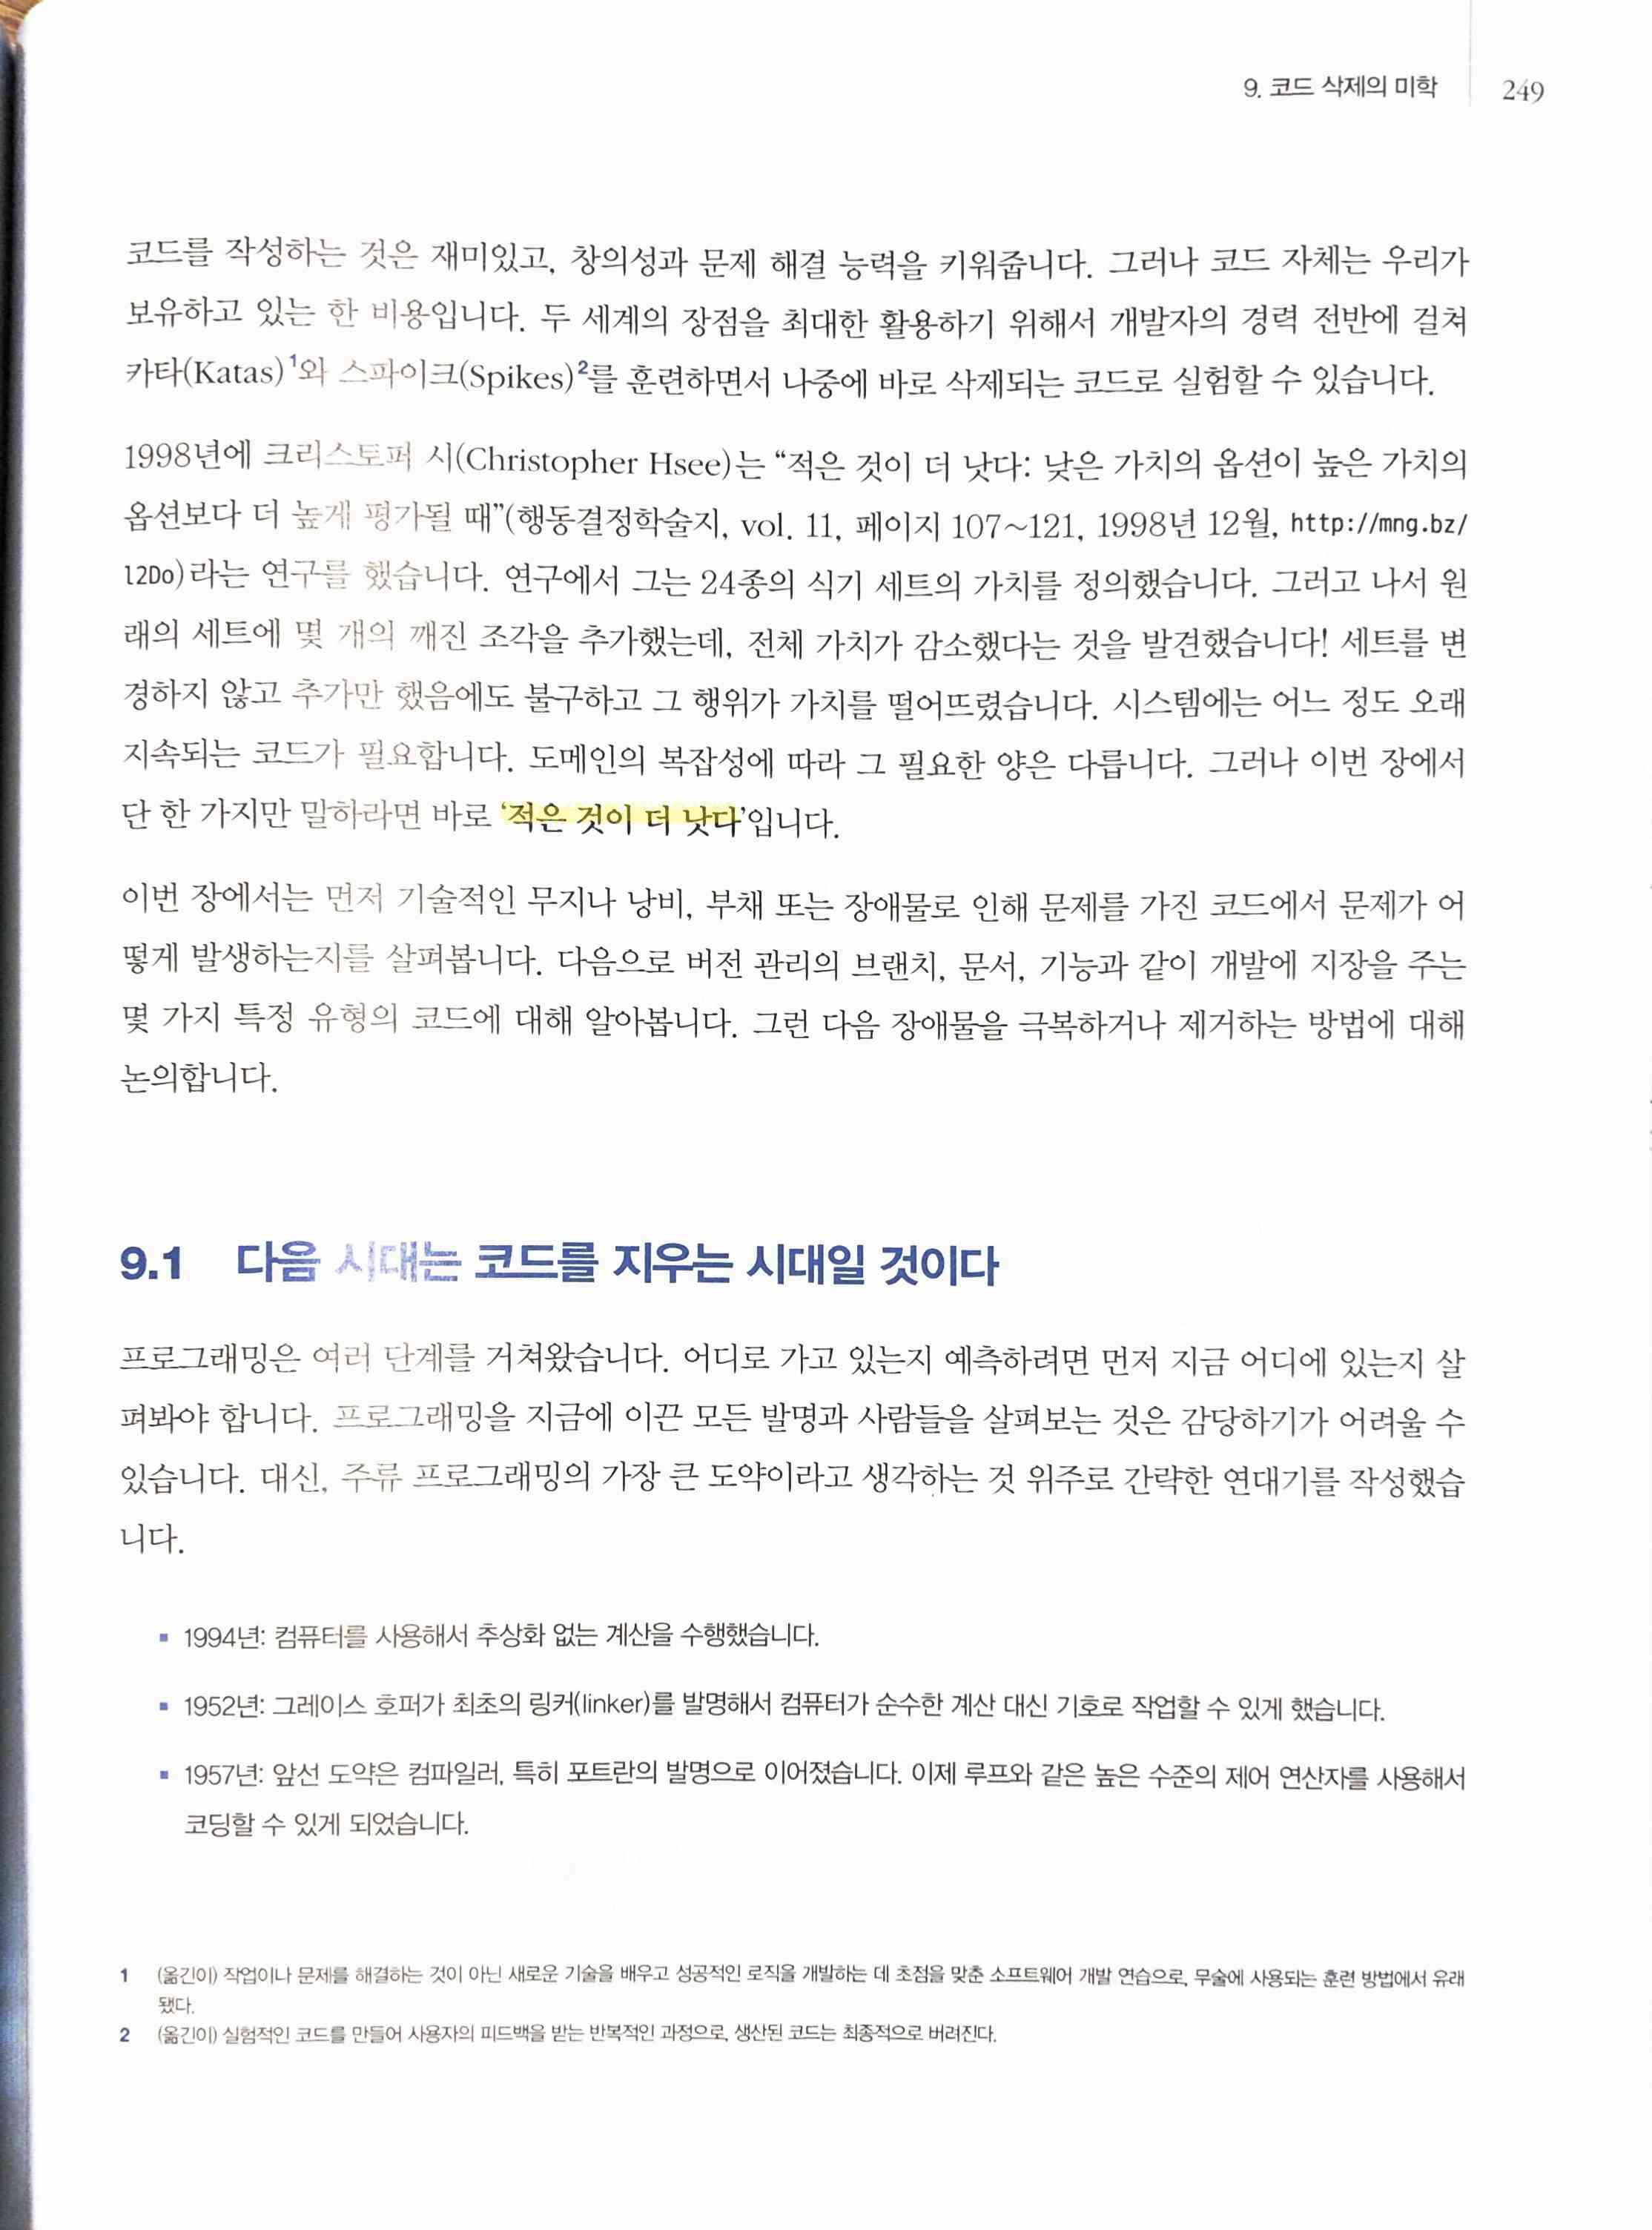 9. 코드 삭제의 미학 249
코드를 작성하는 것은 재미있고, 창의성과 문제 해결 능력을 키워줍니다. 그러나 코드 자체는 우리가
보유하고 있는 한 비용입니다. 두 세계의 장점을 최대한 활용하기 위해서 개발자의 경력 전반에 걸쳐
카타(Katas)1와 스파이크(Spikes)2를 훈련하면서 나중에 바로 삭제되는 코드로 실험할 수 있습니다.
1998년에 크리스토퍼 시(Christopher Hsee)는 “적은 것이 더 낫다: 낮은 가치의 옵션이 높은 가치의
옵션보다 더 높게 평가될 때”(행동결정학술지, vol. 11, 페이지 107~121, 1998년 12월, http://mng.bz/
l2Do)라는 연구를 했습니다. 연구에서 그는 24종의 식기 세트의 가치를 정의했습니다. 그러고 나서 원
래의 세트에 몇 개의 깨진 조각을 추가했는데, 전체 가치가 감소했다는 것을 발견했습니다! 세트를 변
경하지 않고 추가만 했음에도 불구하고 그 행위가 가치를 떨어뜨렸습니다. 시스템에는 어느 정도 오래
지속되는 코드가 필요합니다. 도메인의 복잡성에 따라 그 필요한 양은 다릅니다. 그러나 이번 장에서
단 한 가지만 말하라면 바로 ‘적은 것이 더 낫다’입니다.
이번 장에서는 먼저 기술적인 무지나 낭비, 부채 또는 장애물로 인해 문제를 가진 코드에서 문제가 어
떻게 발생하는지를 살펴봅니다. 다음으로 버전 관리의 브랜치, 문서, 기능과 같이 개발에 지장을 주는
몇 가지 특정 유형의 코드에 대해 알아봅니다. 그런 다음 장애물을 극복하거나 제거하는 방법에 대해
논의합니다.
9.1 다음 시대는 코드를 지우는 시대일 것이다
프로그래밍은 여러 단계를 거쳐왔습니다. 어디로 가고 있는지 예측하려면 먼저 지금 어디에 있는지 살
펴봐야 합니다. 프로그래밍을 지금에 이끈 모든 발명과 사람들을 살펴보는 것은 감당하기가 어려울 수
있습니다. 대신, 주류 프로그래밍의 가장 큰 도약이라고 생각하는 것 위주로 간략한 연대기를 작성했습
니다.
▪ 1994년: 컴퓨터를 사용해서 추상화 없는 계산을 수행했습니다.
▪ 1952년: 그레이스 호퍼가 최초의 링커(linker)를 발명해서 컴퓨터가 순수한 계산 대신 기호로 작업할 수 있게 했습니다.
▪ 1957년: 앞선 도약은 컴파일러, 특히 포트란의 발명으로 이어졌습니다. 이제 루프와 같은 높은 수준의 제어 연산자를 사용해서
코딩할 수 있게 되었습니다.
1 (옮긴이) 작업이나 문제를 해결하는 것이 아닌 새로운 기술을 배우고 성공적인 로직을 개발하는 데 초점을 맞춘 소프트웨어 개발 연습으로, 무술에 사용되는 훈련 방법에서 유래
됐다.
2 (옮긴이) 실험적인 코드를 만들어 사용자의 피드백을 받는 반복적인 과정으로, 생산된 코드는 최종적으로 버려진다.